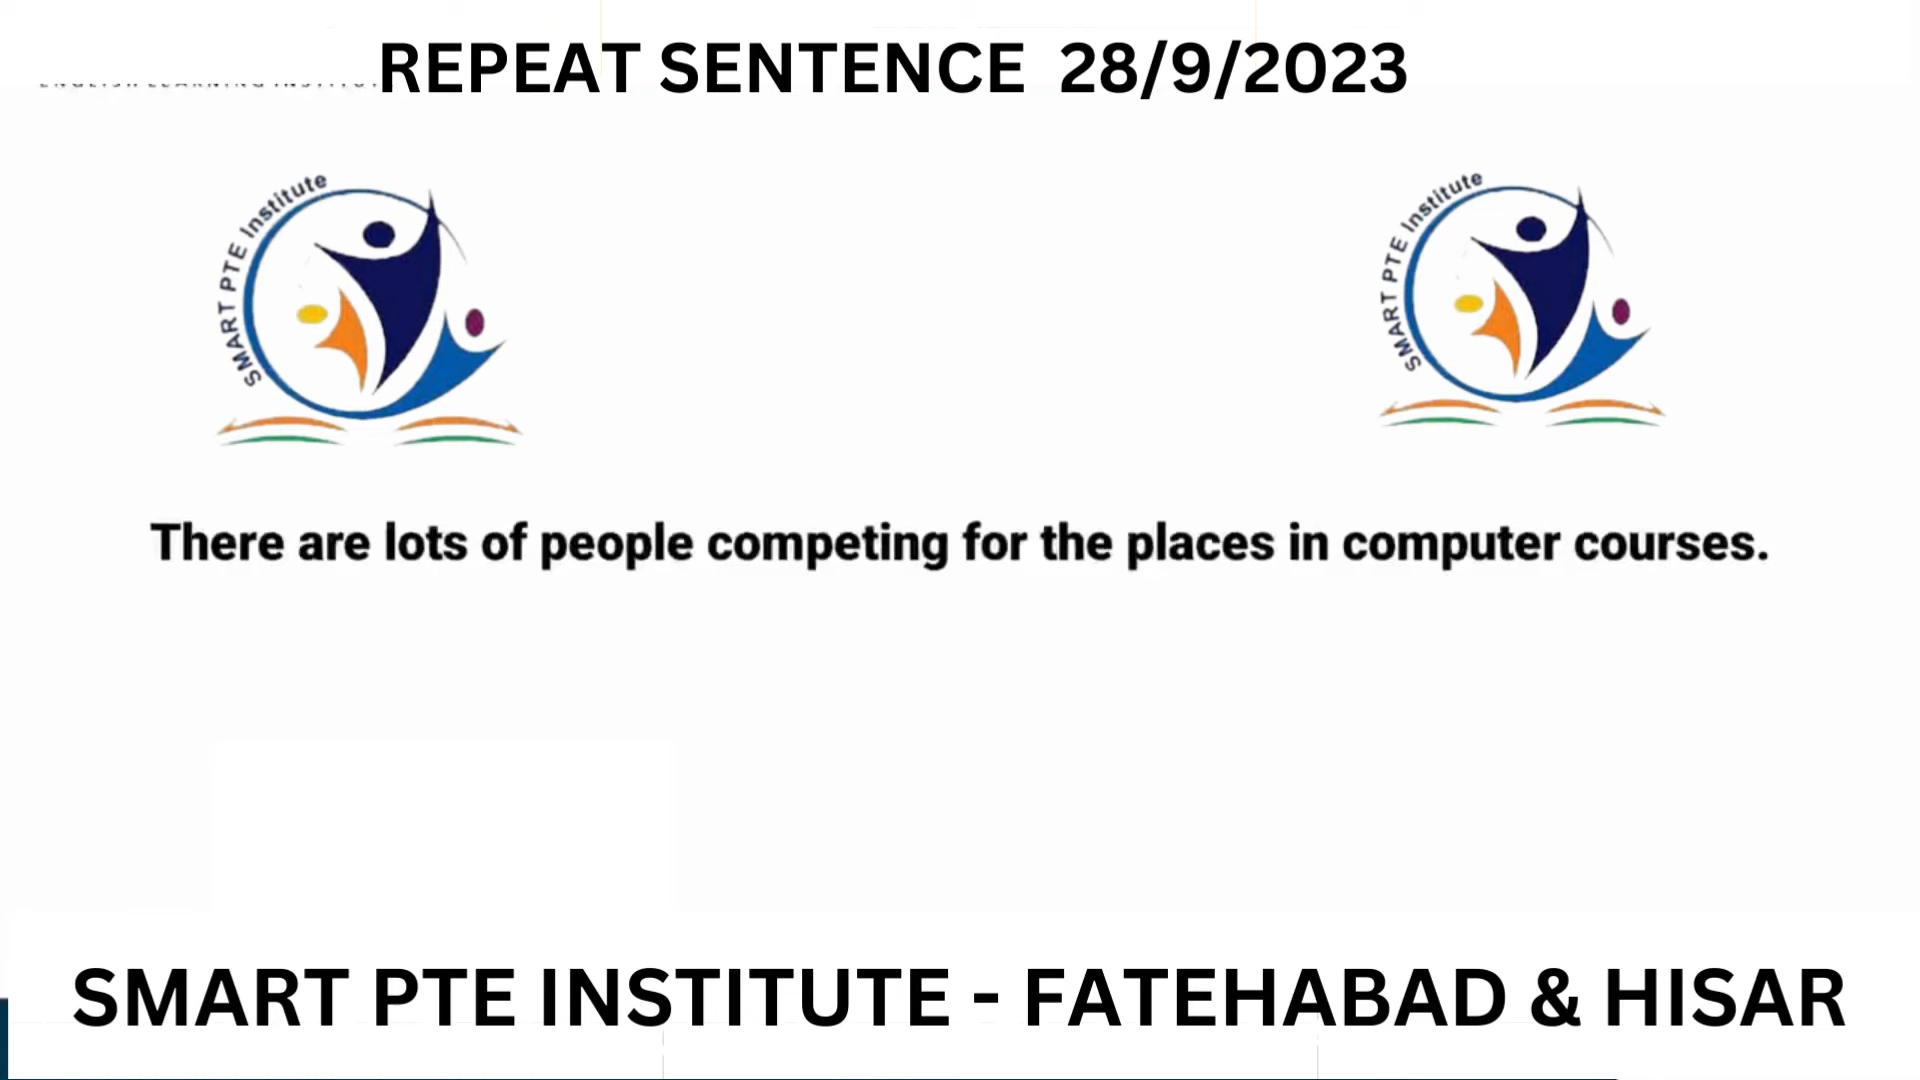 REPEAT SENTENCE 28/9/2023
SMART PTE Institute
SMART PTE Institute
There are lots of people competing for the places in computer courses.
SMART PTE INSTITUTE - FATEHABAD & HISAR